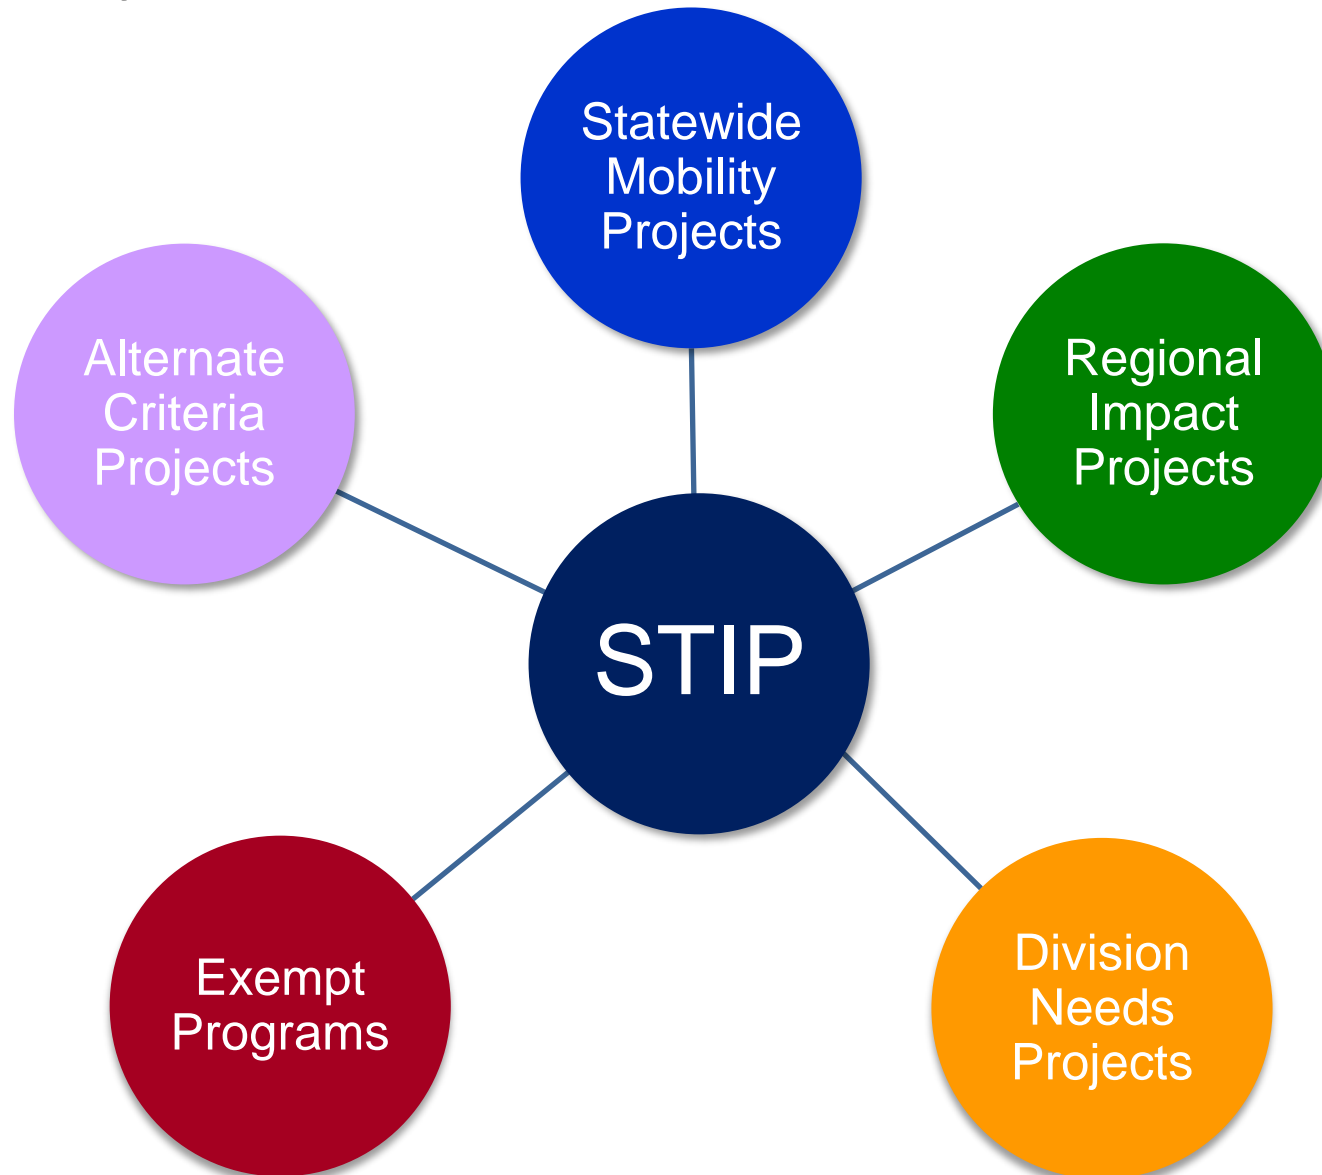 Statewide
Mobility
Projects
Alternate
Criteria
Projects
Regional
Impact
Projects
STIP
Exempt
Programs
Division
Needs
Projects